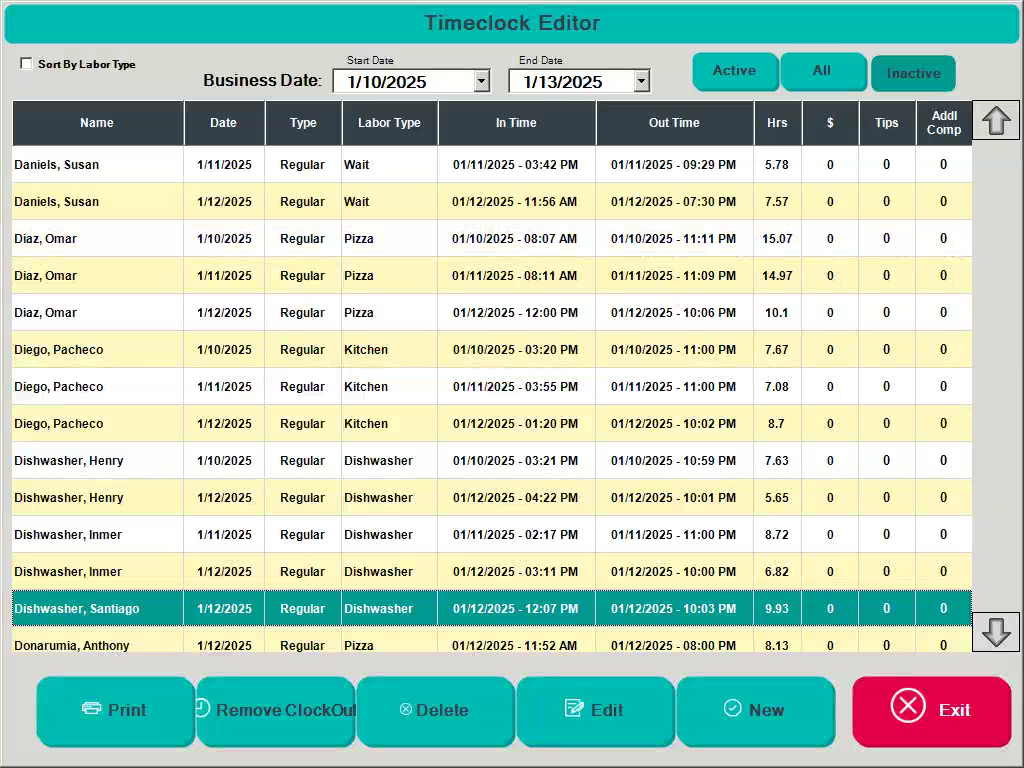 Timeclock Editor
Sort By Labor Type
Business Date:
Start Date
1/10/2025
End Date
1/13/2025
Active
All
Inactive
Name Date Type Labor Type In Time Out Time Hrs $ Tips Addl Comp
Daniels, Susan 1/11/2025 Regular Wait 01/11/2025 - 03:42 PM 01/11/2025 - 09:29 PM 5.78 0 0 0
Daniels, Susan 1/12/2025 Regular Wait 01/12/2025 - 11:56 AM 01/12/2025 - 07:30 PM 7.57 0 0 0
Diaz, Omar 1/10/2025 Regular Pizza 01/10/2025 - 08:07 AM 01/10/2025 - 11:11 PM 15.07 0 0 0
Diaz, Omar 1/11/2025 Regular Pizza 01/11/2025 - 08:11 AM 01/11/2025 - 11:09 PM 14.97 0 0 0
Diaz, Omar 1/12/2025 Regular Pizza 01/12/2025 - 12:00 PM 01/12/2025 - 10:06 PM 10.1 0 0 0
Diego, Pacheco 1/10/2025 Regular Kitchen 01/10/2025 - 03:20 PM 01/10/2025 - 11:00 PM 7.67 0 0 0
Diego, Pacheco 1/11/2025 Regular Kitchen 01/11/2025 - 03:55 PM 01/11/2025 - 11:00 PM 7.08 0 0 0
Diego, Pacheco 1/12/2025 Regular Kitchen 01/12/2025 - 01:20 PM 01/12/2025 - 10:02 PM 8.7 0 0 0
Dishwasher, Henry 1/10/2025 Regular Dishwasher 01/10/2025 - 03:21 PM 01/10/2025 - 10:59 PM 7.63 0 0 0
Dishwasher, Henry 1/12/2025 Regular Dishwasher 01/12/2025 - 04:22 PM 01/12/2025 - 10:01 PM 5.65 0 0 0
Dishwasher, Inmer 1/11/2025 Regular Dishwasher 01/11/2025 - 02:17 PM 01/11/2025 - 11:00 PM 8.72 0 0 0
Dishwasher, Inmer 1/12/2025 Regular Dishwasher 01/12/2025 - 03:11 PM 01/12/2025 - 10:00 PM 6.82 0 0 0
Dishwasher, Santiago 1/12/2025 Regular Dishwasher 01/12/2025 - 12:07 PM 01/12/2025 - 10:03 PM 9.93 0 0 0
Donarumia, Anthony 1/12/2025 Regular Pizza 01/12/2025 - 11:52 AM 01/12/2025 - 08:00 PM 8.13 0 0 0
Print
Remove ClockOut
Delete
Edit
New
Exit